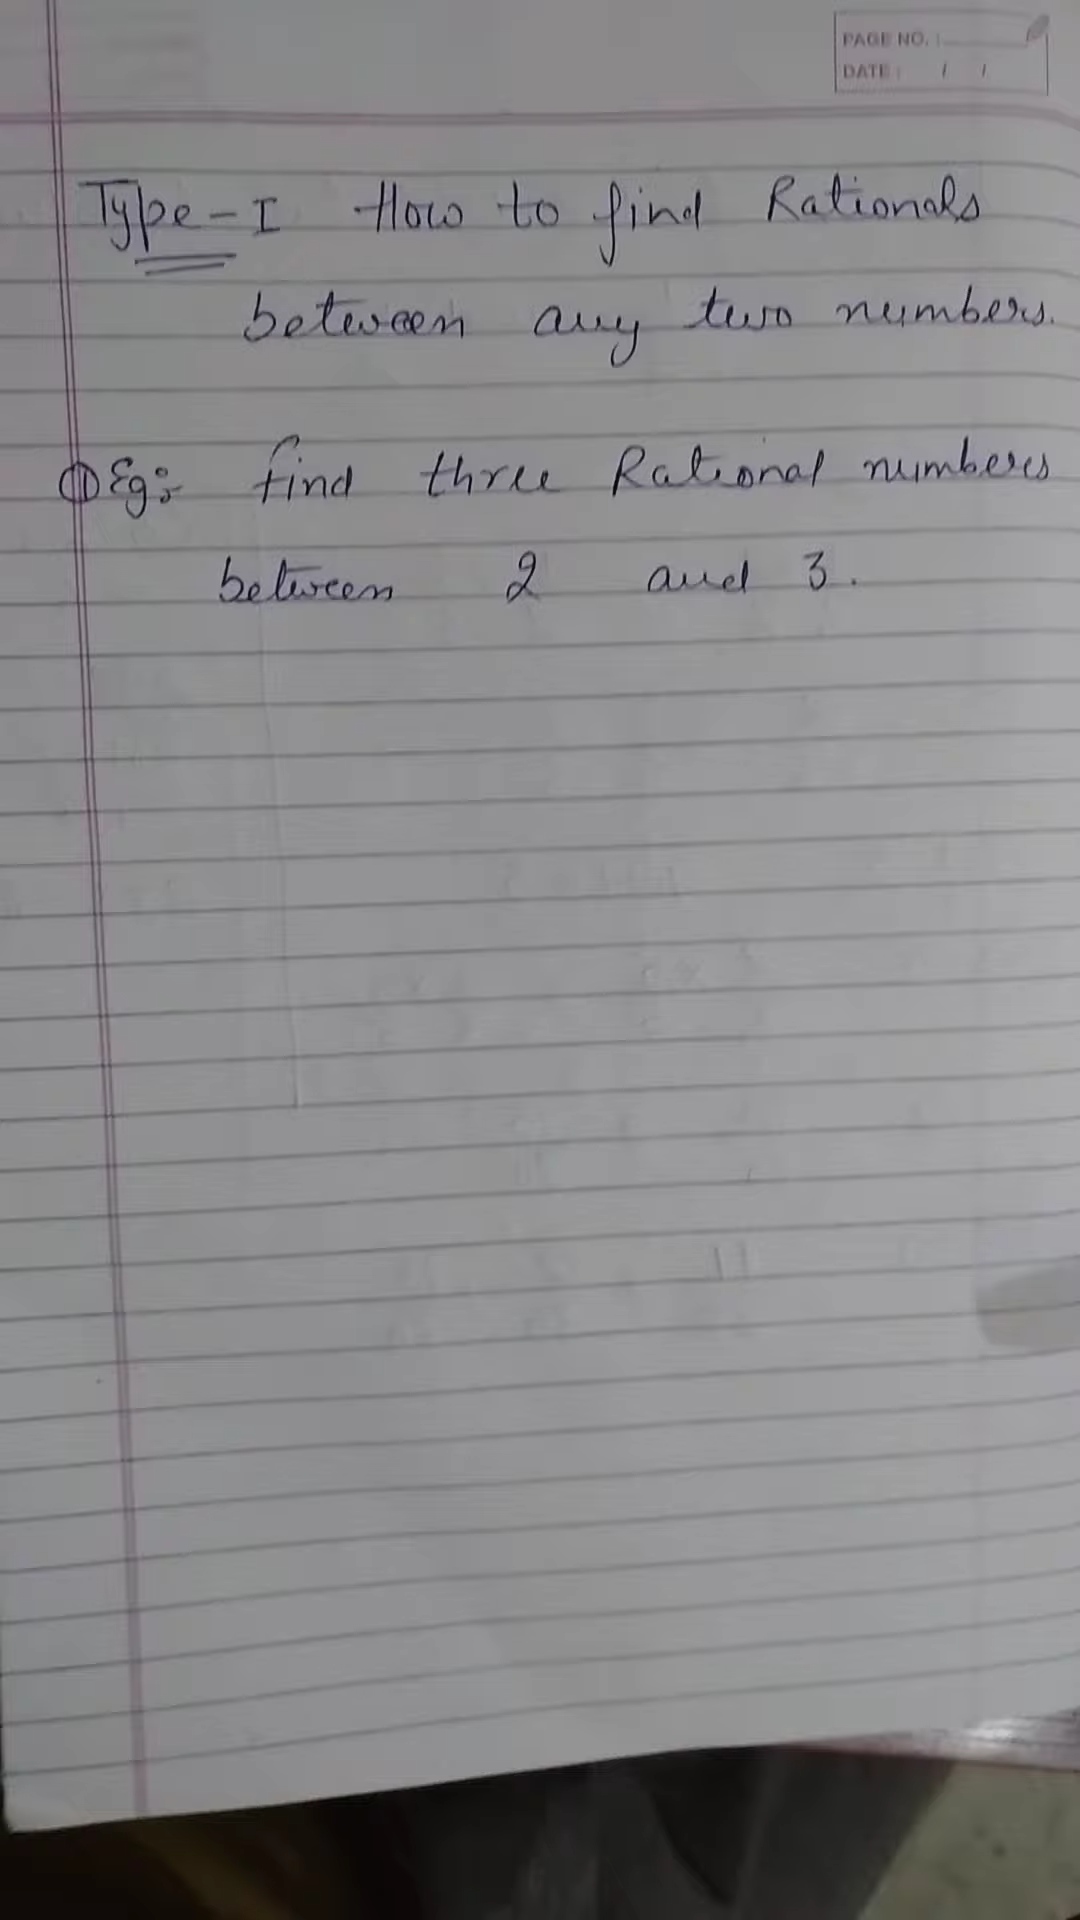 PAGE NO. :
DATE : / /
Type-I How to find Rationals
between any two numbers.
① Eg:- find three Rational numbers
between 2 and 3.